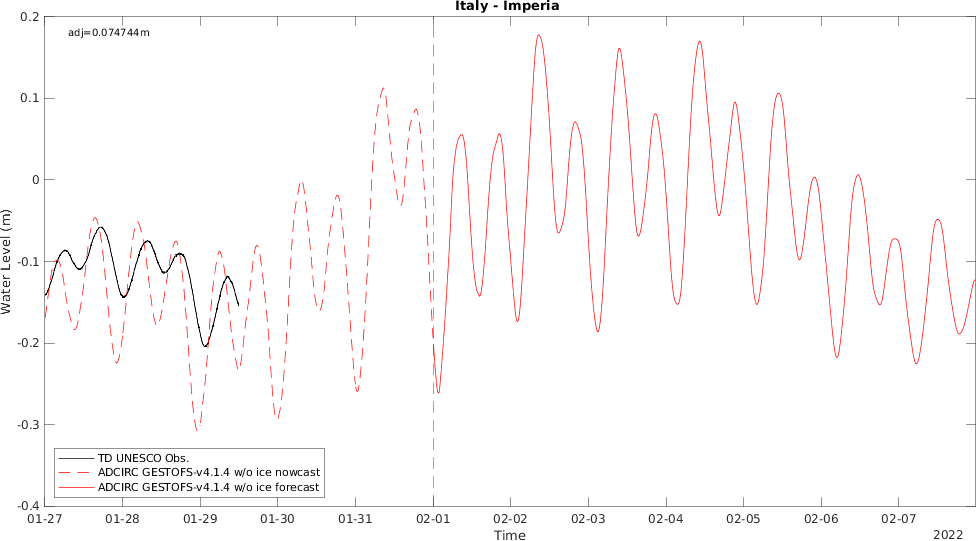 Italy - Imperia
adj=0.074744m
0.2
0.1
0
-0.1
-0.2
-0.3
-0.4
Water Level (m)
TD UNESCO Obs.
ADCIRC GESTOFS-v4.1.4 w/o ice nowcast
ADCIRC GESTOFS-v4.1.4 w/o ice forecast
01-27 01-28 01-29 01-30 01-31 02-01 02-02 02-03 02-04 02-05 02-06 02-07
Time
2022